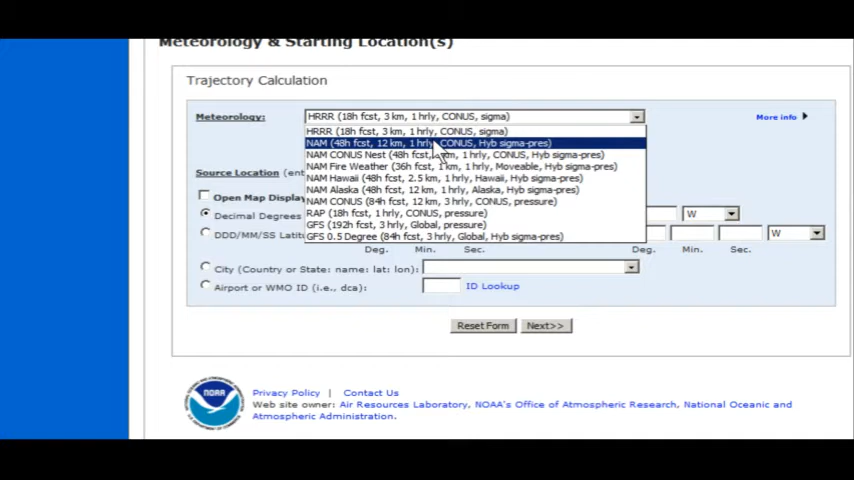 Meteorology & Starting Location(s)
Trajectory Calculation
Meteorology: HRRR (18h fcst, 3 km, 1 hrly, CONUS, sigma) More info
HRRR (18h fcst, 3 km, 1 hrly, CONUS, sigma)
NAM (48h fcst, 12 km, 1 hrly, CONUS, Hyb sigma-pres)
NAM CONUS Nest (48h fcst, km, 1 hrly, CONUS, Hyb sigma-pres)
NAM Fire Weather (36h fcst, 1 km, 1 hrly, Moveable, Hyb sigma-pres)
Source Location (ent NAM Hawaii (48h fcst, 2.5 km, 1 hrly, Hawaii, Hyb sigma-pres)
NAM Alaska (48h fcst, 12 km, 1 hrly, Alaska, Hyb sigma-pres)
Open Map Display NAM CONUS (84h fcst, 12 km, 3 hrly, CONUS, pressure)
Decimal Degrees RAP (18h fcst, 1 hrly, CONUS, pressure) W
GFS (192h fcst, 3 hrly, Global, pressure)
DDD/MM/SS Latit GFS 0.5 Degree (84h fcst, 3 hrly, Global, Hyb sigma-pres) W
Deg. Min. Sec. Deg. Min. Sec.
City (Country or State: name: lat: lon):
Airport or WMO ID (i.e., dca): ID Lookup
Reset Form Next>>
NOAA
Privacy Policy | Contact Us
Web site owner: Air Resources Laboratory, NOAA's Office of Atmospheric Research, National Oceanic and
Atmospheric Administration.